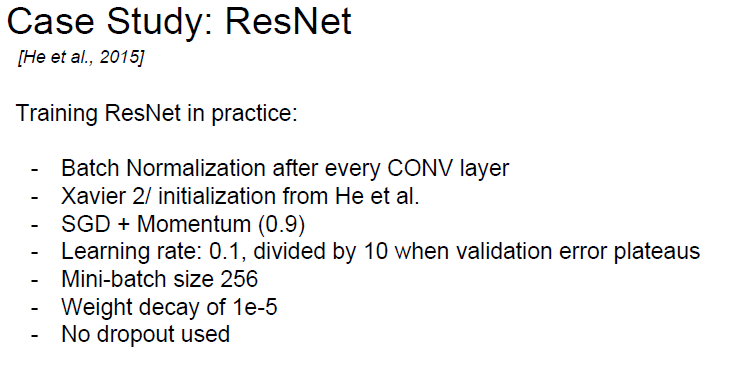 Case Study: ResNet
[He et al., 2015]
Training ResNet in practice:
- Batch Normalization after every CONV layer
- Xavier 2/ initialization from He et al.
- SGD + Momentum (0.9)
- Learning rate: 0.1, divided by 10 when validation error plateaus
- Mini-batch size 256
- Weight decay of 1e-5
- No dropout used